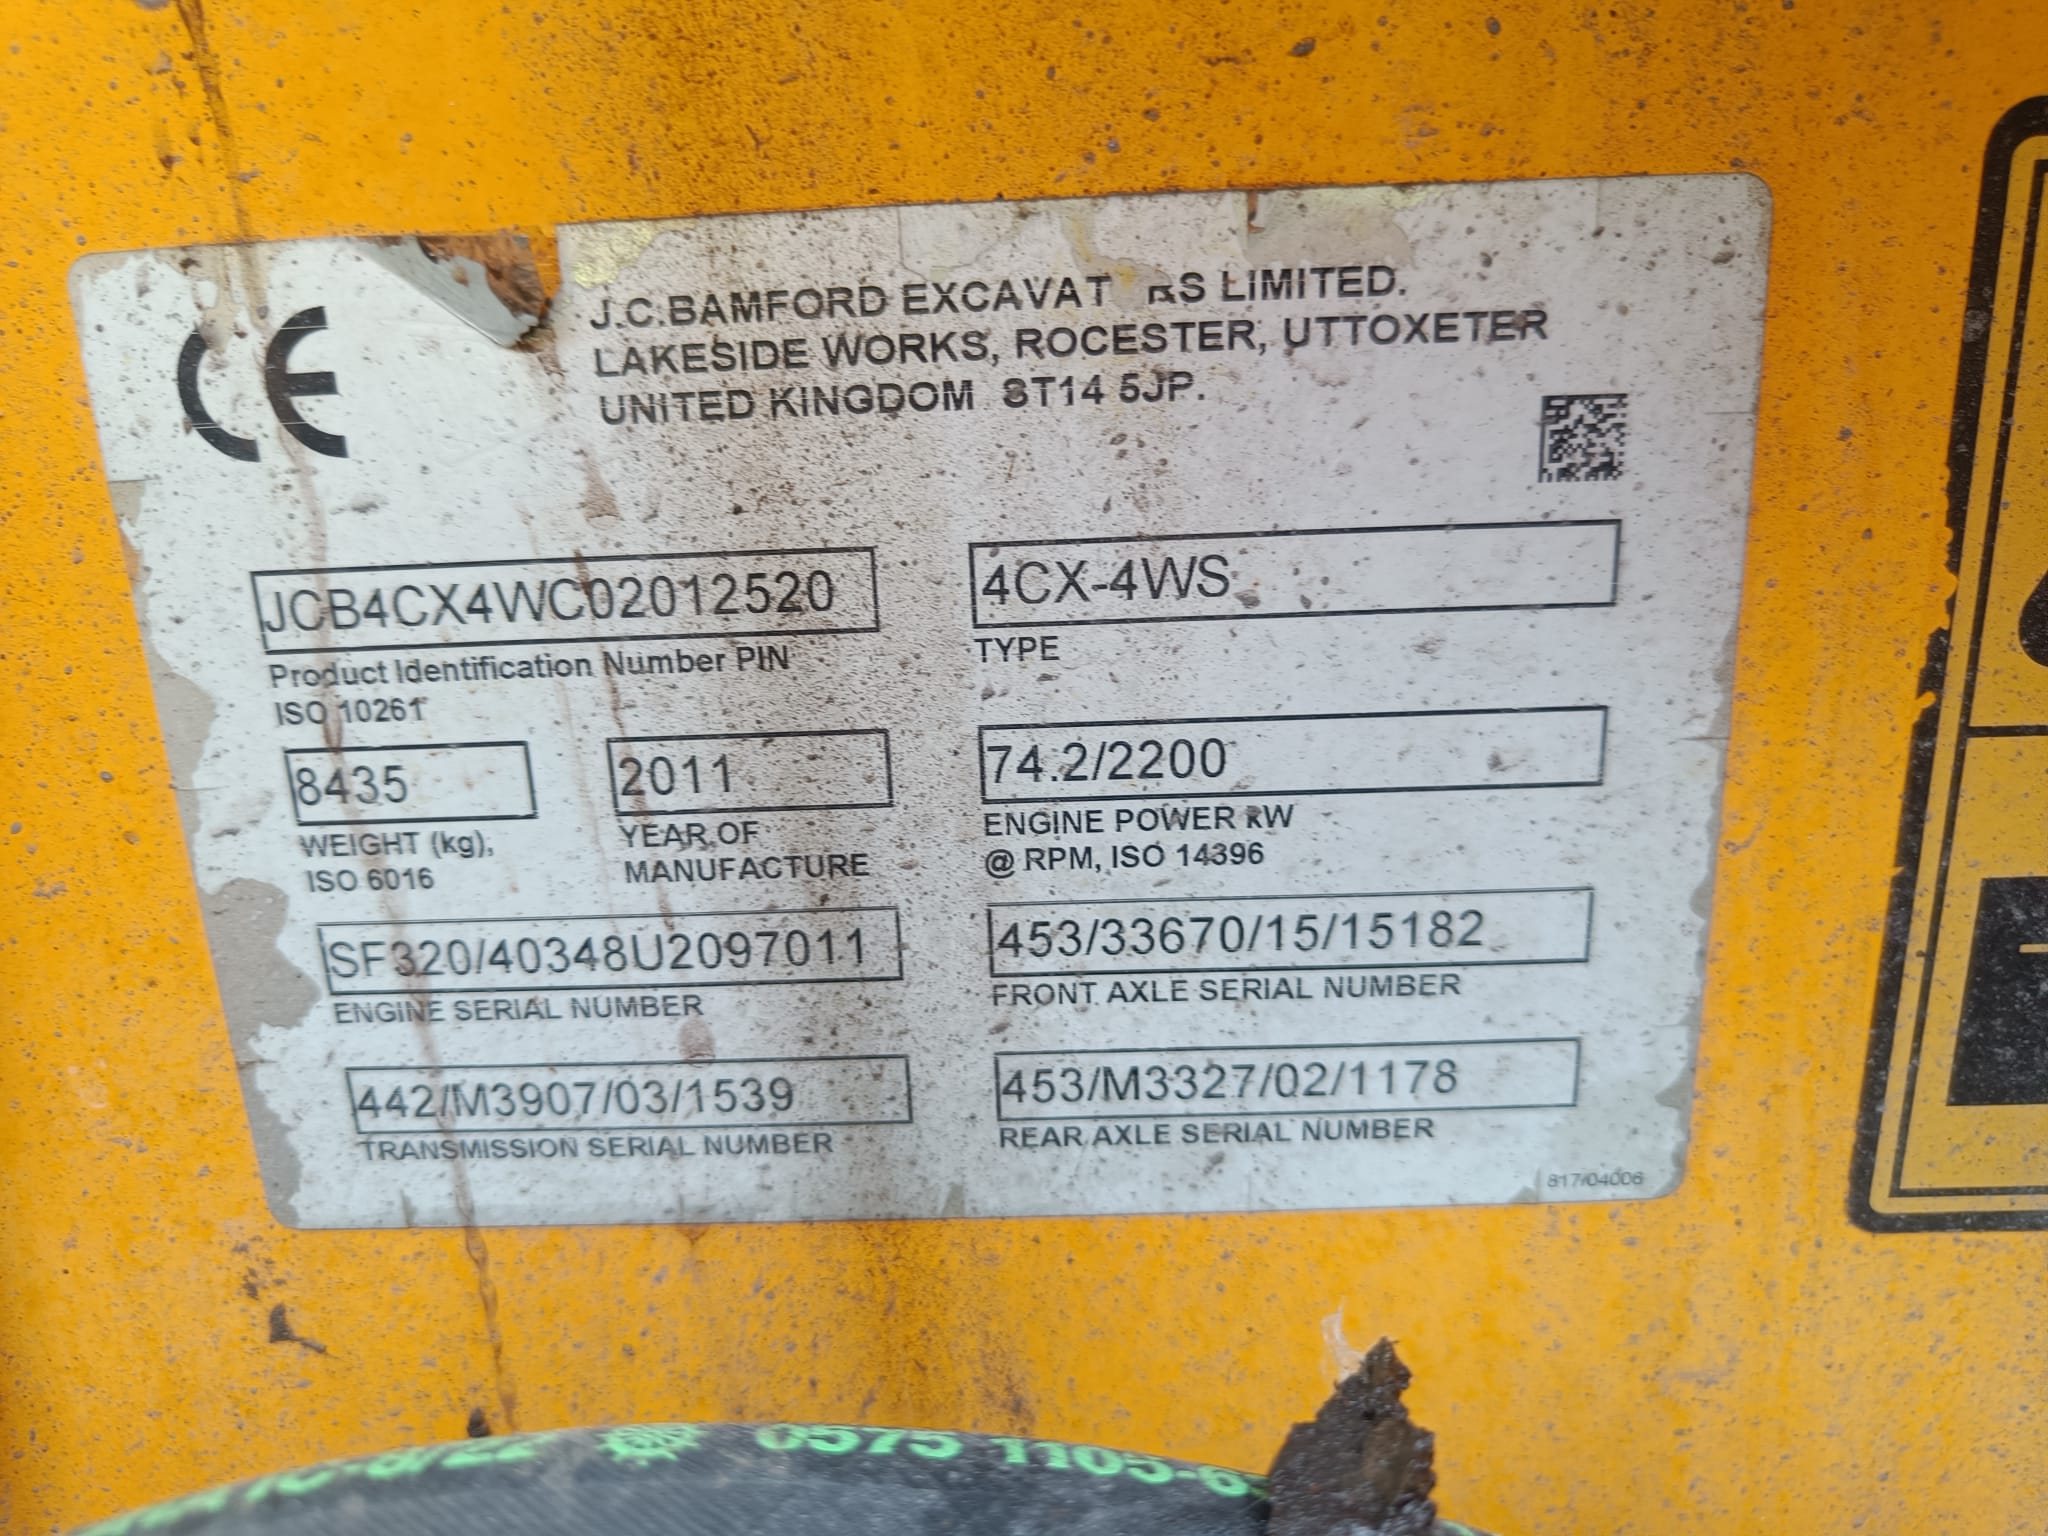 CE
J.C.BAMFORD EXCAVAT RS LIMITED.
LAKESIDE WORKS, ROCESTER, UTTOXETER
UNITED KINGDOM ST14 5JP.
JCB4CX4WC02012520
Product Identification Number PIN
ISO 10261
4CX-4WS
TYPE
8435
WEIGHT (kg),
ISO 6016
2011
YEAR OF
MANUFACTURE
74.2/2200
ENGINE POWER kW
@ RPM, ISO 14396
SF320/40348U2097011
ENGINE SERIAL NUMBER
453/33670/15/15182
FRONT AXLE SERIAL NUMBER
442/M3907/03/1539
TRANSMISSION SERIAL NUMBER
453/M3327/02/1178
REAR AXLE SERIAL NUMBER
817/04006
0575 1105-6